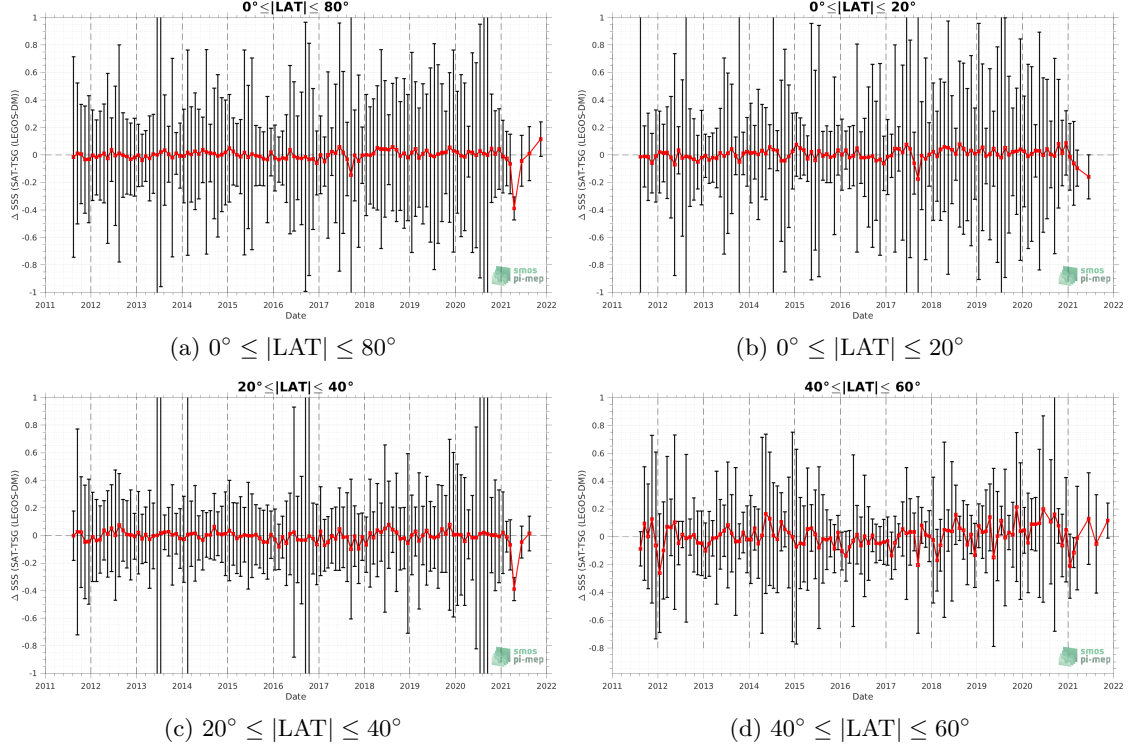 0°≤|LAT|≤ 80°
Δ SSS (SAT-TSG (LEGOS-DM))
1
0.8
0.6
0.4
0.2
0
-0.2
-0.4
-0.6
-0.8
-1
2011 2012 2013 2014 2015 2016 2017 2018 2019 2020 2021 2022
Date
smos
pi-mep
(a) 0° ≤ |LAT| ≤ 80°
0°≤|LAT|≤ 20°
Δ SSS (SAT-TSG (LEGOS-DM))
1
0.8
0.6
0.4
0.2
0
-0.2
-0.4
-0.6
-0.8
-1
2011 2012 2013 2014 2015 2016 2017 2018 2019 2020 2021 2022
Date
smos
pi-mep
(b) 0° ≤ |LAT| ≤ 20°
20°≤|LAT|≤ 40°
Δ SSS (SAT-TSG (LEGOS-DM))
1
0.8
0.6
0.4
0.2
0
-0.2
-0.4
-0.6
-0.8
-1
2011 2012 2013 2014 2015 2016 2017 2018 2019 2020 2021 2022
Date
smos
pi-mep
(c) 20° ≤ |LAT| ≤ 40°
40°≤|LAT|≤ 60°
Δ SSS (SAT-TSG (LEGOS-DM))
1
0.8
0.6
0.4
0.2
0
-0.2
-0.4
-0.6
-0.8
2011 2012 2013 2014 2015 2016 2017 2018 2019 2020 2021 2022
Date
smos
pi-mep
(d) 40° ≤ |LAT| ≤ 60°